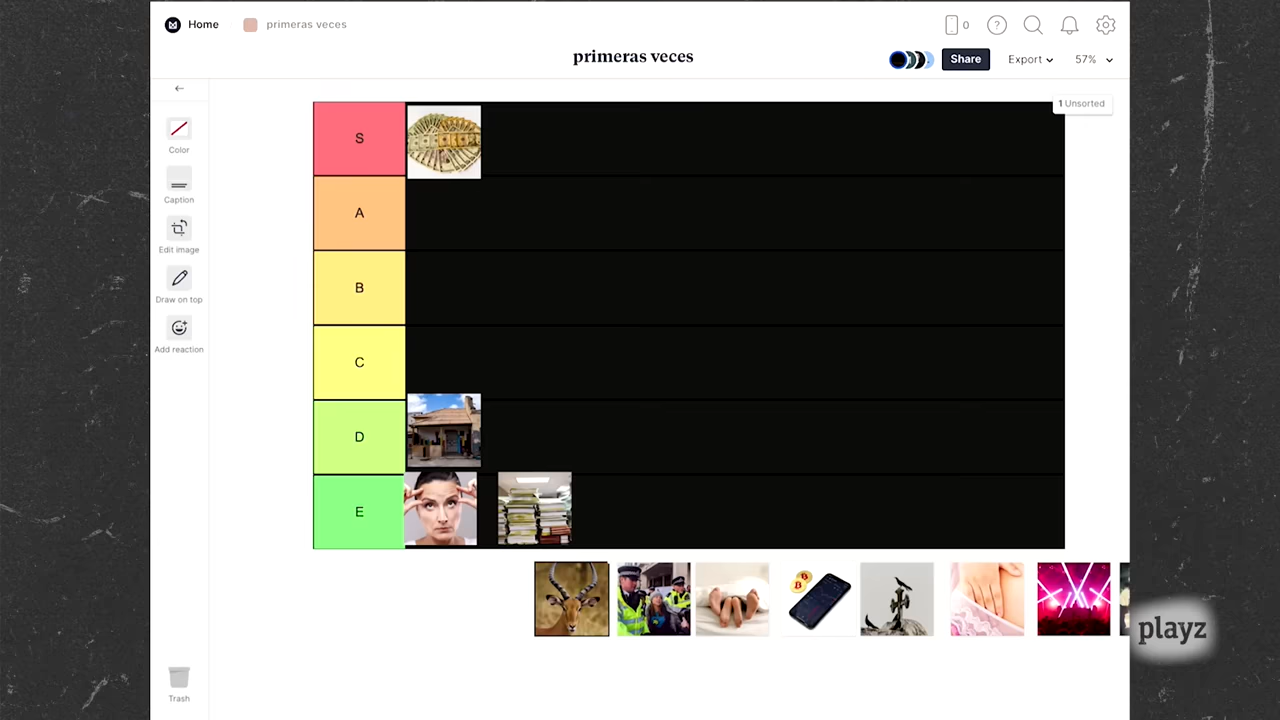 Home
primeras veces
0
?
primeras veces
Share
Export
57%
1 Unsorted
Color
Caption
Edit image
Draw on top
Add reaction
Trash
S
A
B
C
D
E
playz